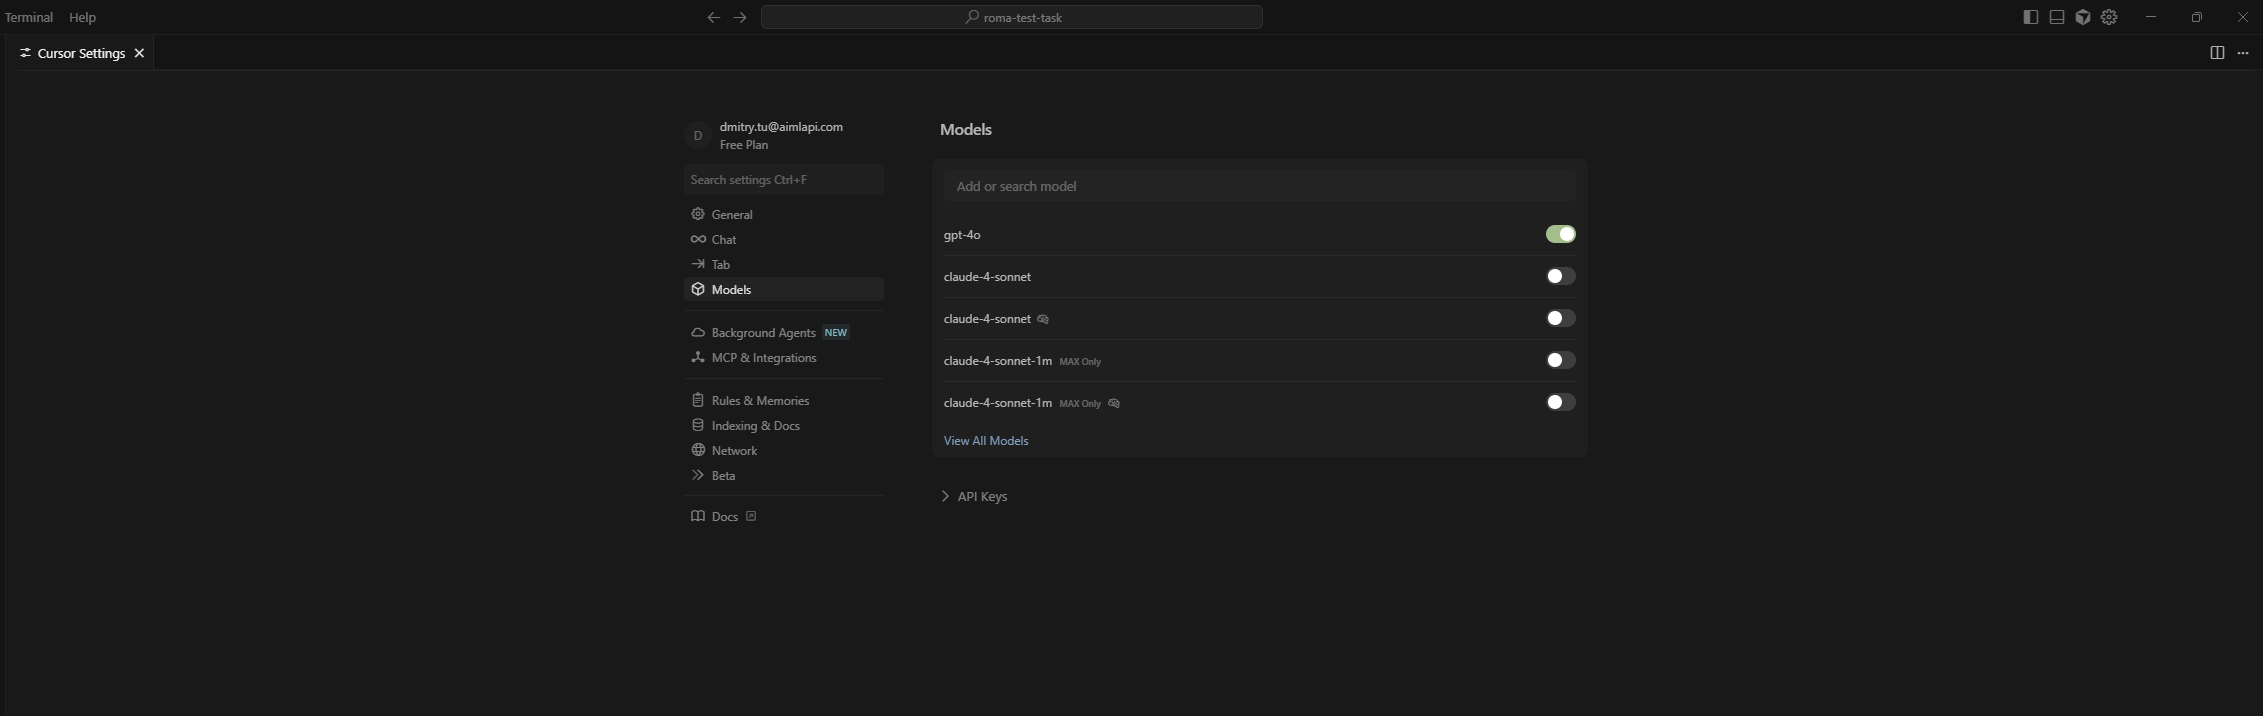 Terminal Help
roma-test-task
Cursor Settings
dmitry.tu@aimlapi.com
Free Plan
D
Search settings Ctrl+F
General
Chat
Tab
Models
Background Agents NEW
MCP & Integrations
Rules & Memories
Indexing & Docs
Network
Beta
Docs
Models
Add or search model
gpt-4o
claude-4-sonnet
claude-4-sonnet
claude-4-sonnet-1m MAX Only
claude-4-sonnet-1m MAX Only
View All Models
API Keys